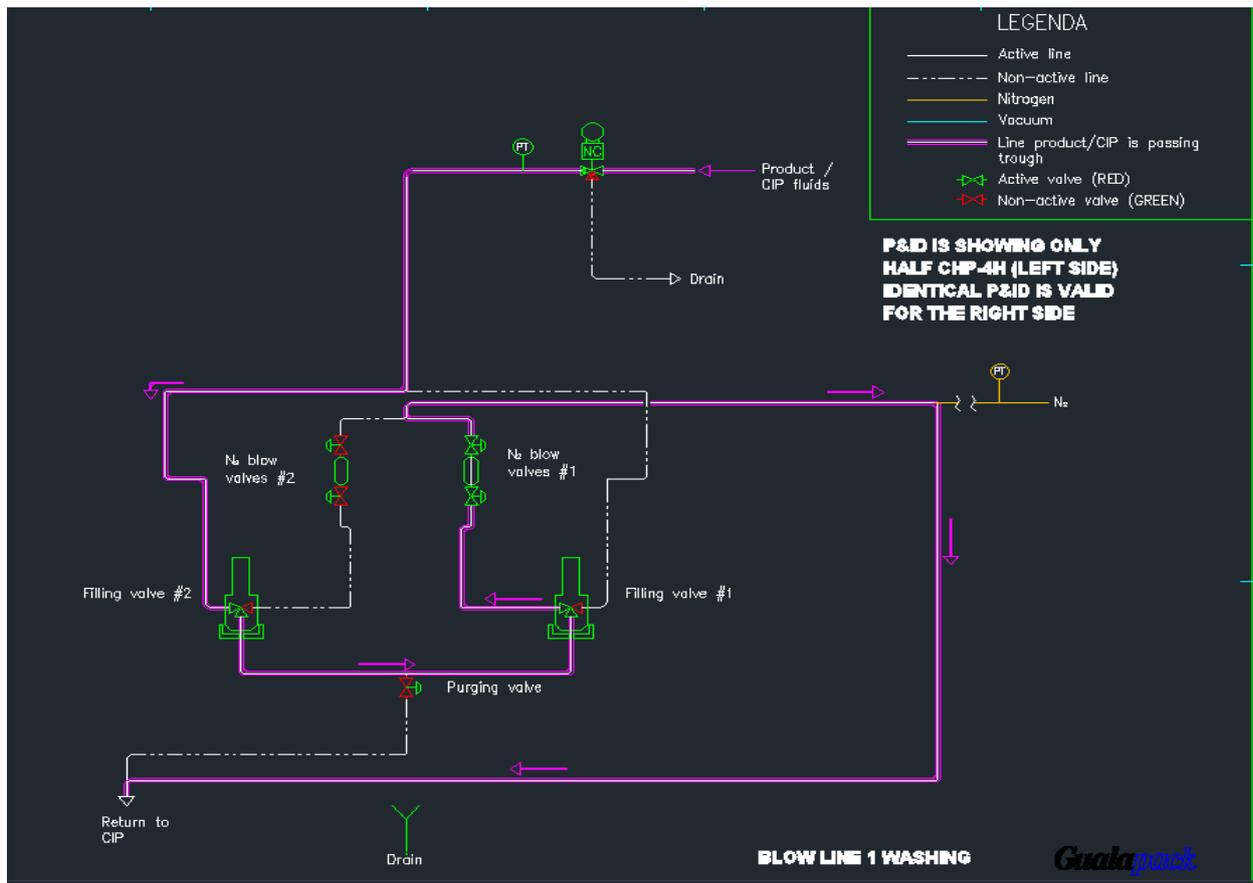 LEGENDA
Active line
Non-active line
Nitrogen
Vacuum
Line product/CIP is passing
trough
Active valve (RED)
Non-active valve (GREEN)
P&ID IS SHOWING ONLY
HALF CHP-4H (LEFT SIDE)
IDENTICAL P&ID IS VALID
FOR THE RIGHT SIDE
PT
NC
Product /
CIP fluids
Drain
PT
N₂
N₂ blow
valves #2
N₂ blow
valves #1
Filling valve #2
Filling valve #1
Purging valve
Return to
CIP
Drain
BLOW LINE 1 WASHING
Gualapack